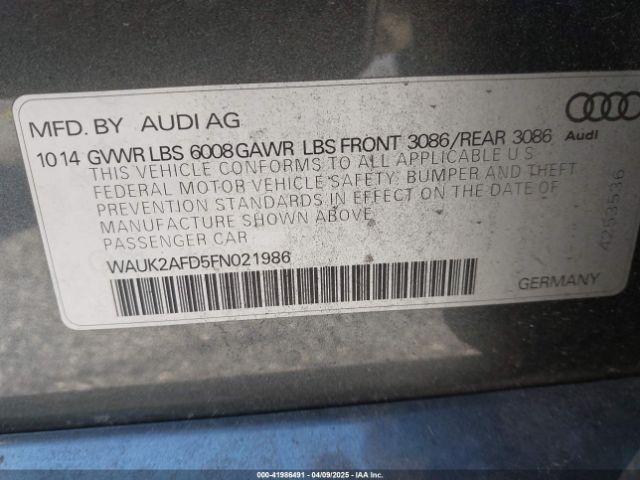 MFD. BY AUDI AG
Audi
1014 GVWR LBS 6008 GAWR LBS FRONT 3086/REAR 3086
THIS VEHICLE CONFORMS TO ALL APPLICABLE U S
FEDERAL MOTOR VEHICLE SAFETY, BUMPER AND THEFT
PREVENTION STANDARDS IN EFFECT ON THE DATE OF
MANUFACTURE SHOWN ABOVE.
PASSENGER CAR
WAUK2AFD5FN021986
GERMANY
4283536
000-41986491 - 04/09/2025 - IAA Inc.